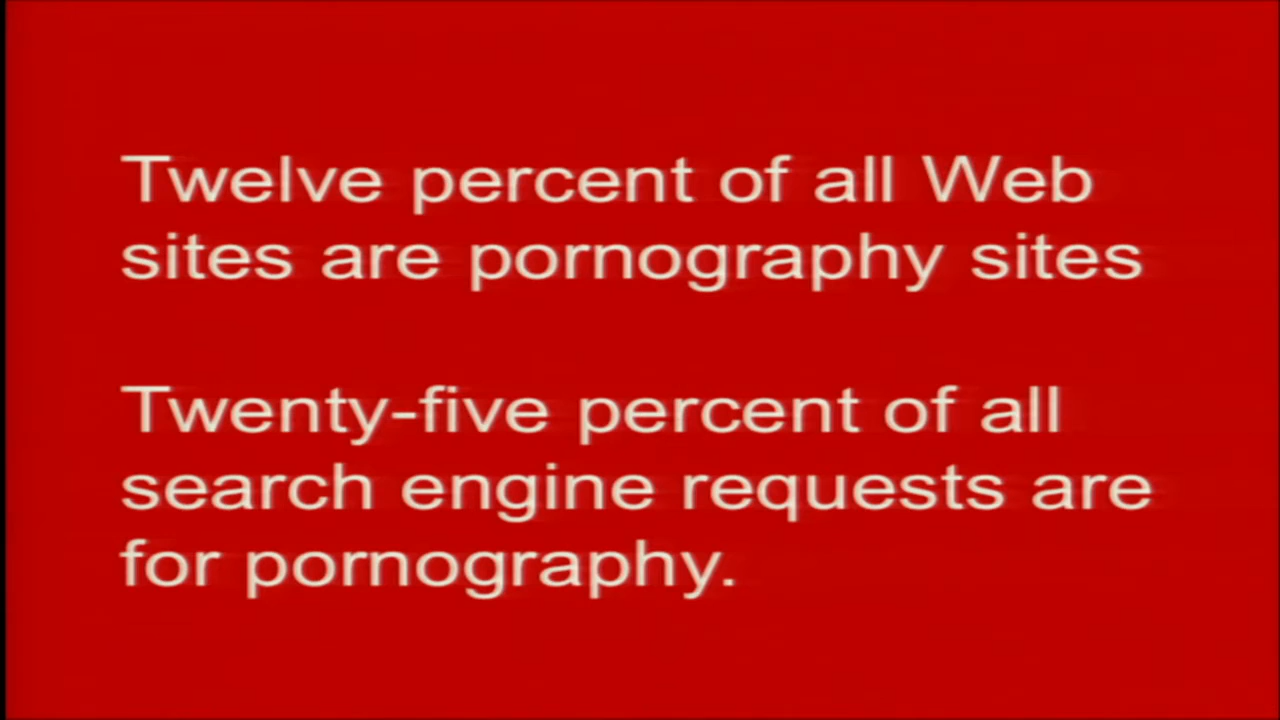 Twelve percent of all Web
sites are pornography sites
Twenty-five percent of all
search engine requests are
for pornography.